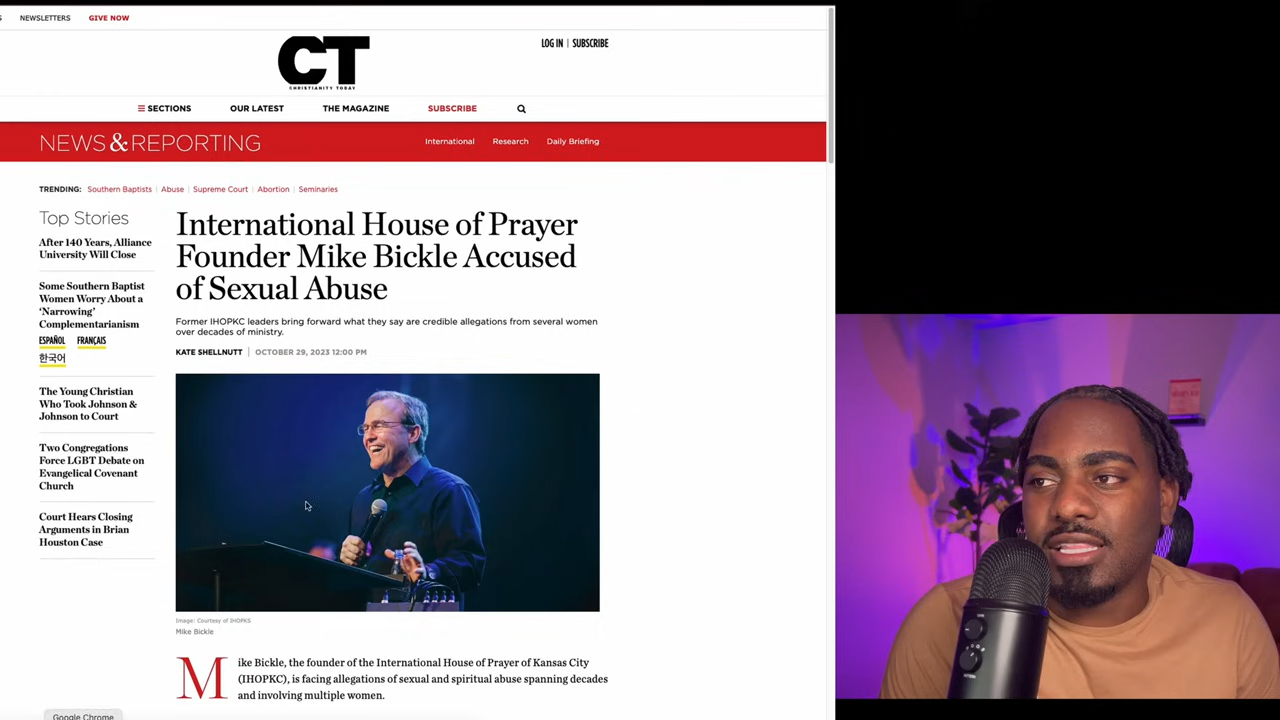 NEWSLETTERS
GIVE NOW
CT
CHRISTIANITY TODAY
LOG IN | SUBSCRIBE
☰ SECTIONS
OUR LATEST
THE MAGAZINE
SUBSCRIBE
NEWS & REPORTING
International
Research
Daily Briefing
TRENDING: Southern Baptists | Abuse | Supreme Court | Abortion | Seminaries
Top Stories
After 140 Years, Alliance
University Will Close
Some Southern Baptist
Women Worry About a
‘Narrowing’
Complementarianism
ESPAÑOL FRANÇAIS
한국어
The Young Christian
Who Took Johnson &
Johnson to Court
Two Congregations
Force LGBT Debate on
Evangelical Covenant
Church
Court Hears Closing
Arguments in Brian
Houston Case
International House of Prayer
Founder Mike Bickle Accused
of Sexual Abuse
Former IHOPKC leaders bring forward what they say are credible allegations from several women
over decades of ministry.
KATE SHELLNUTT | OCTOBER 29, 2023 12:00 PM
Image: Courtesy of IHOPKS
Mike Bickle
Mike Bickle, the founder of the International House of Prayer of Kansas City
(IHOPKC), is facing allegations of sexual and spiritual abuse spanning decades
and involving multiple women.
Google Chrome